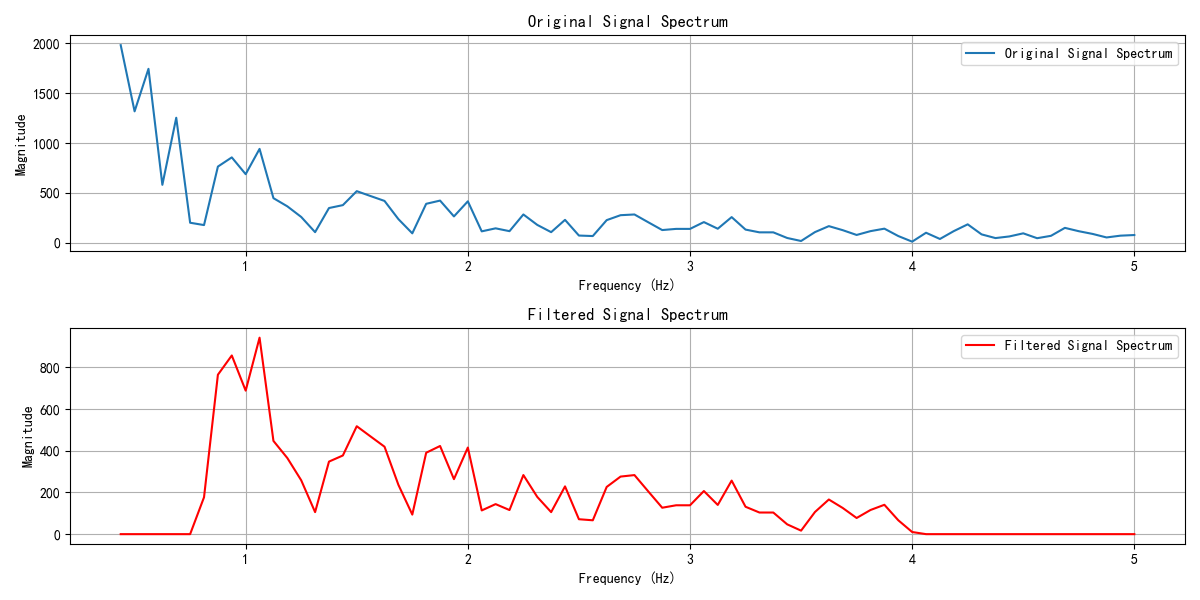 Original Signal Spectrum
2000
1500
1000
500
0
Magnitude
Original Signal Spectrum
1 2 3 4 5
Frequency (Hz)
Filtered Signal Spectrum
800
600
400
200
0
Magnitude
Filtered Signal Spectrum
1 2 3 4 5
Frequency (Hz)